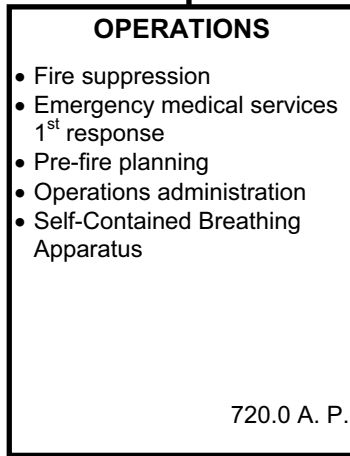 OPERATIONS
• Fire suppression
• Emergency medical services
1st response
• Pre-fire planning
• Operations administration
• Self-Contained Breathing
Apparatus
720.0 A. P.